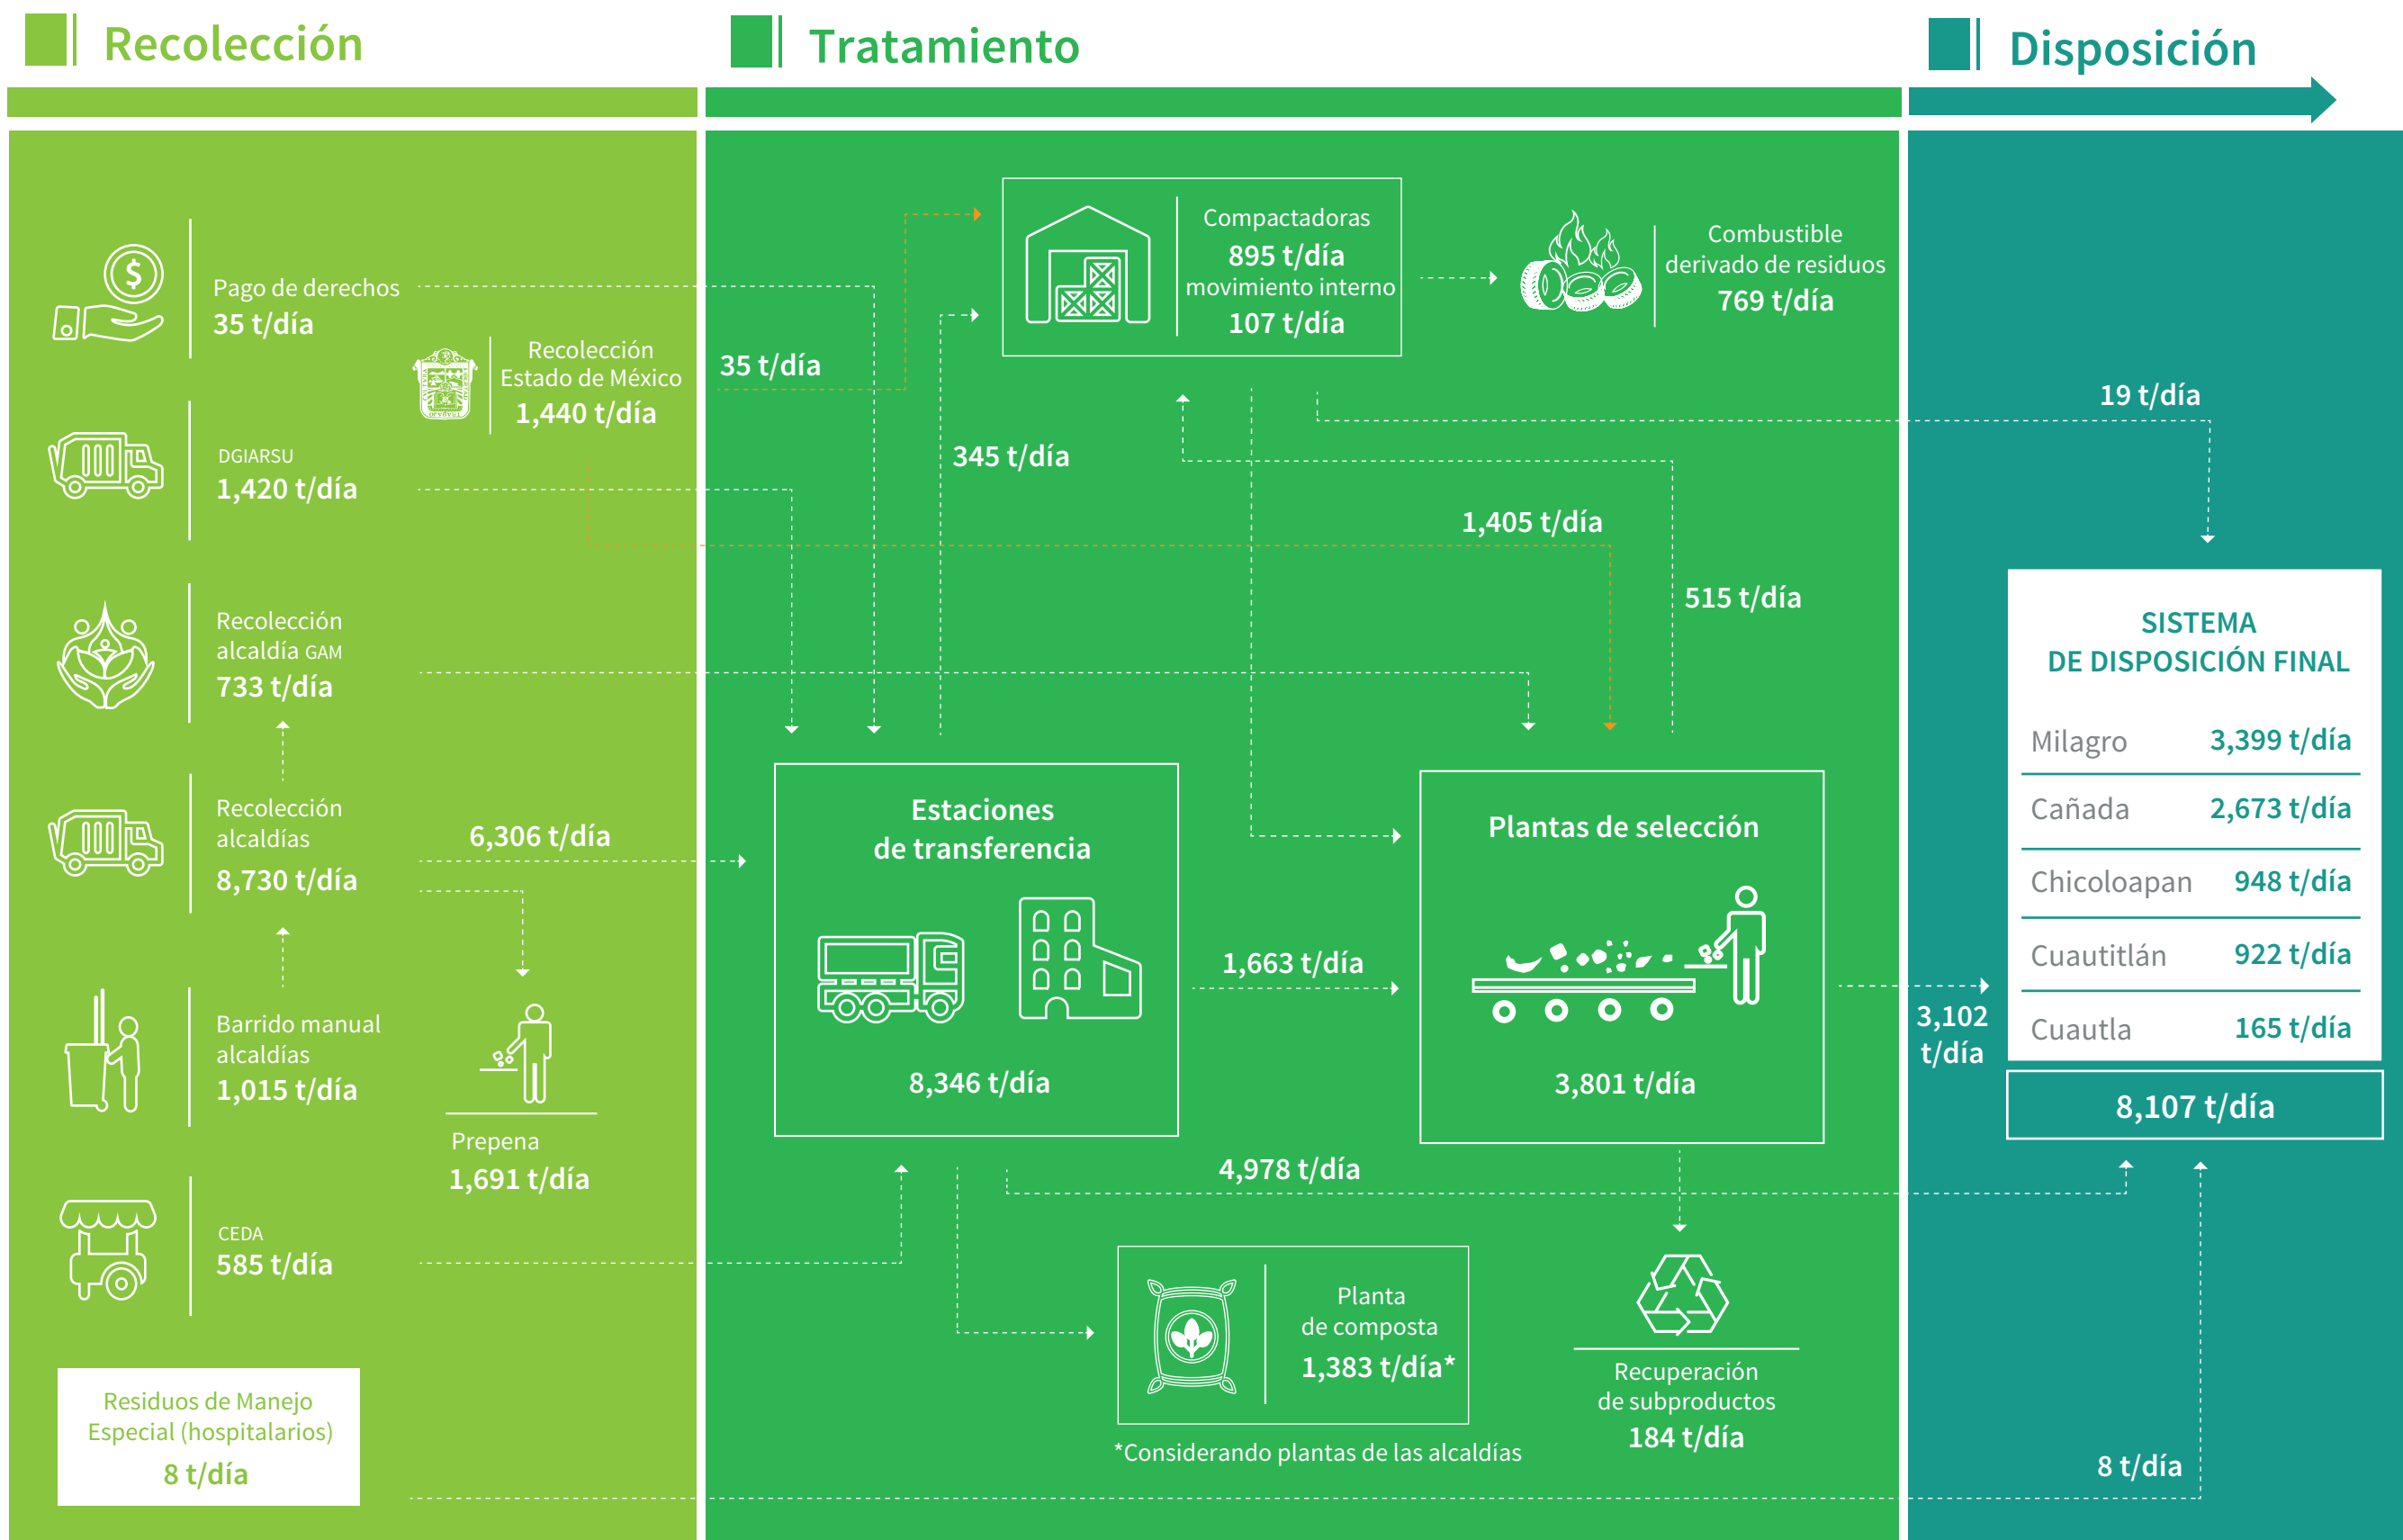 Recolección
Tratamiento
Disposición
Pago de derechos
35 t/día
Recolección
Estado de México
1,440 t/día
DGIARSU
1,420 t/día
Recolección
alcaldía GAM
733 t/día
Recolección
alcaldías
8,730 t/día
6,306 t/día
Barrido manual
alcaldías
1,015 t/día
Prepena
1,691 t/día
CEDA
585 t/día
Residuos de Manejo
Especial (hospitalarios)
8 t/día
35 t/día
Compactadoras
895 t/día
movimiento interno
107 t/día
Combustible
derivado de residuos
769 t/día
345 t/día
1,405 t/día
515 t/día
Estaciones
de transferencia
8,346 t/día
1,663 t/día
Plantas de selección
3,801 t/día
4,978 t/día
Planta
de composta
1,383 t/día*
*Considerando plantas de las alcaldías
Recuperación
de subproductos
184 t/día
19 t/día
SISTEMA
DE DISPOSICIÓN FINAL
Milagro 3,399 t/día
Cañada 2,673 t/día
Chicoloapan 948 t/día
Cuautitlán 922 t/día
Cuautla 165 t/día
8,107 t/día
3,102
t/día
8 t/día